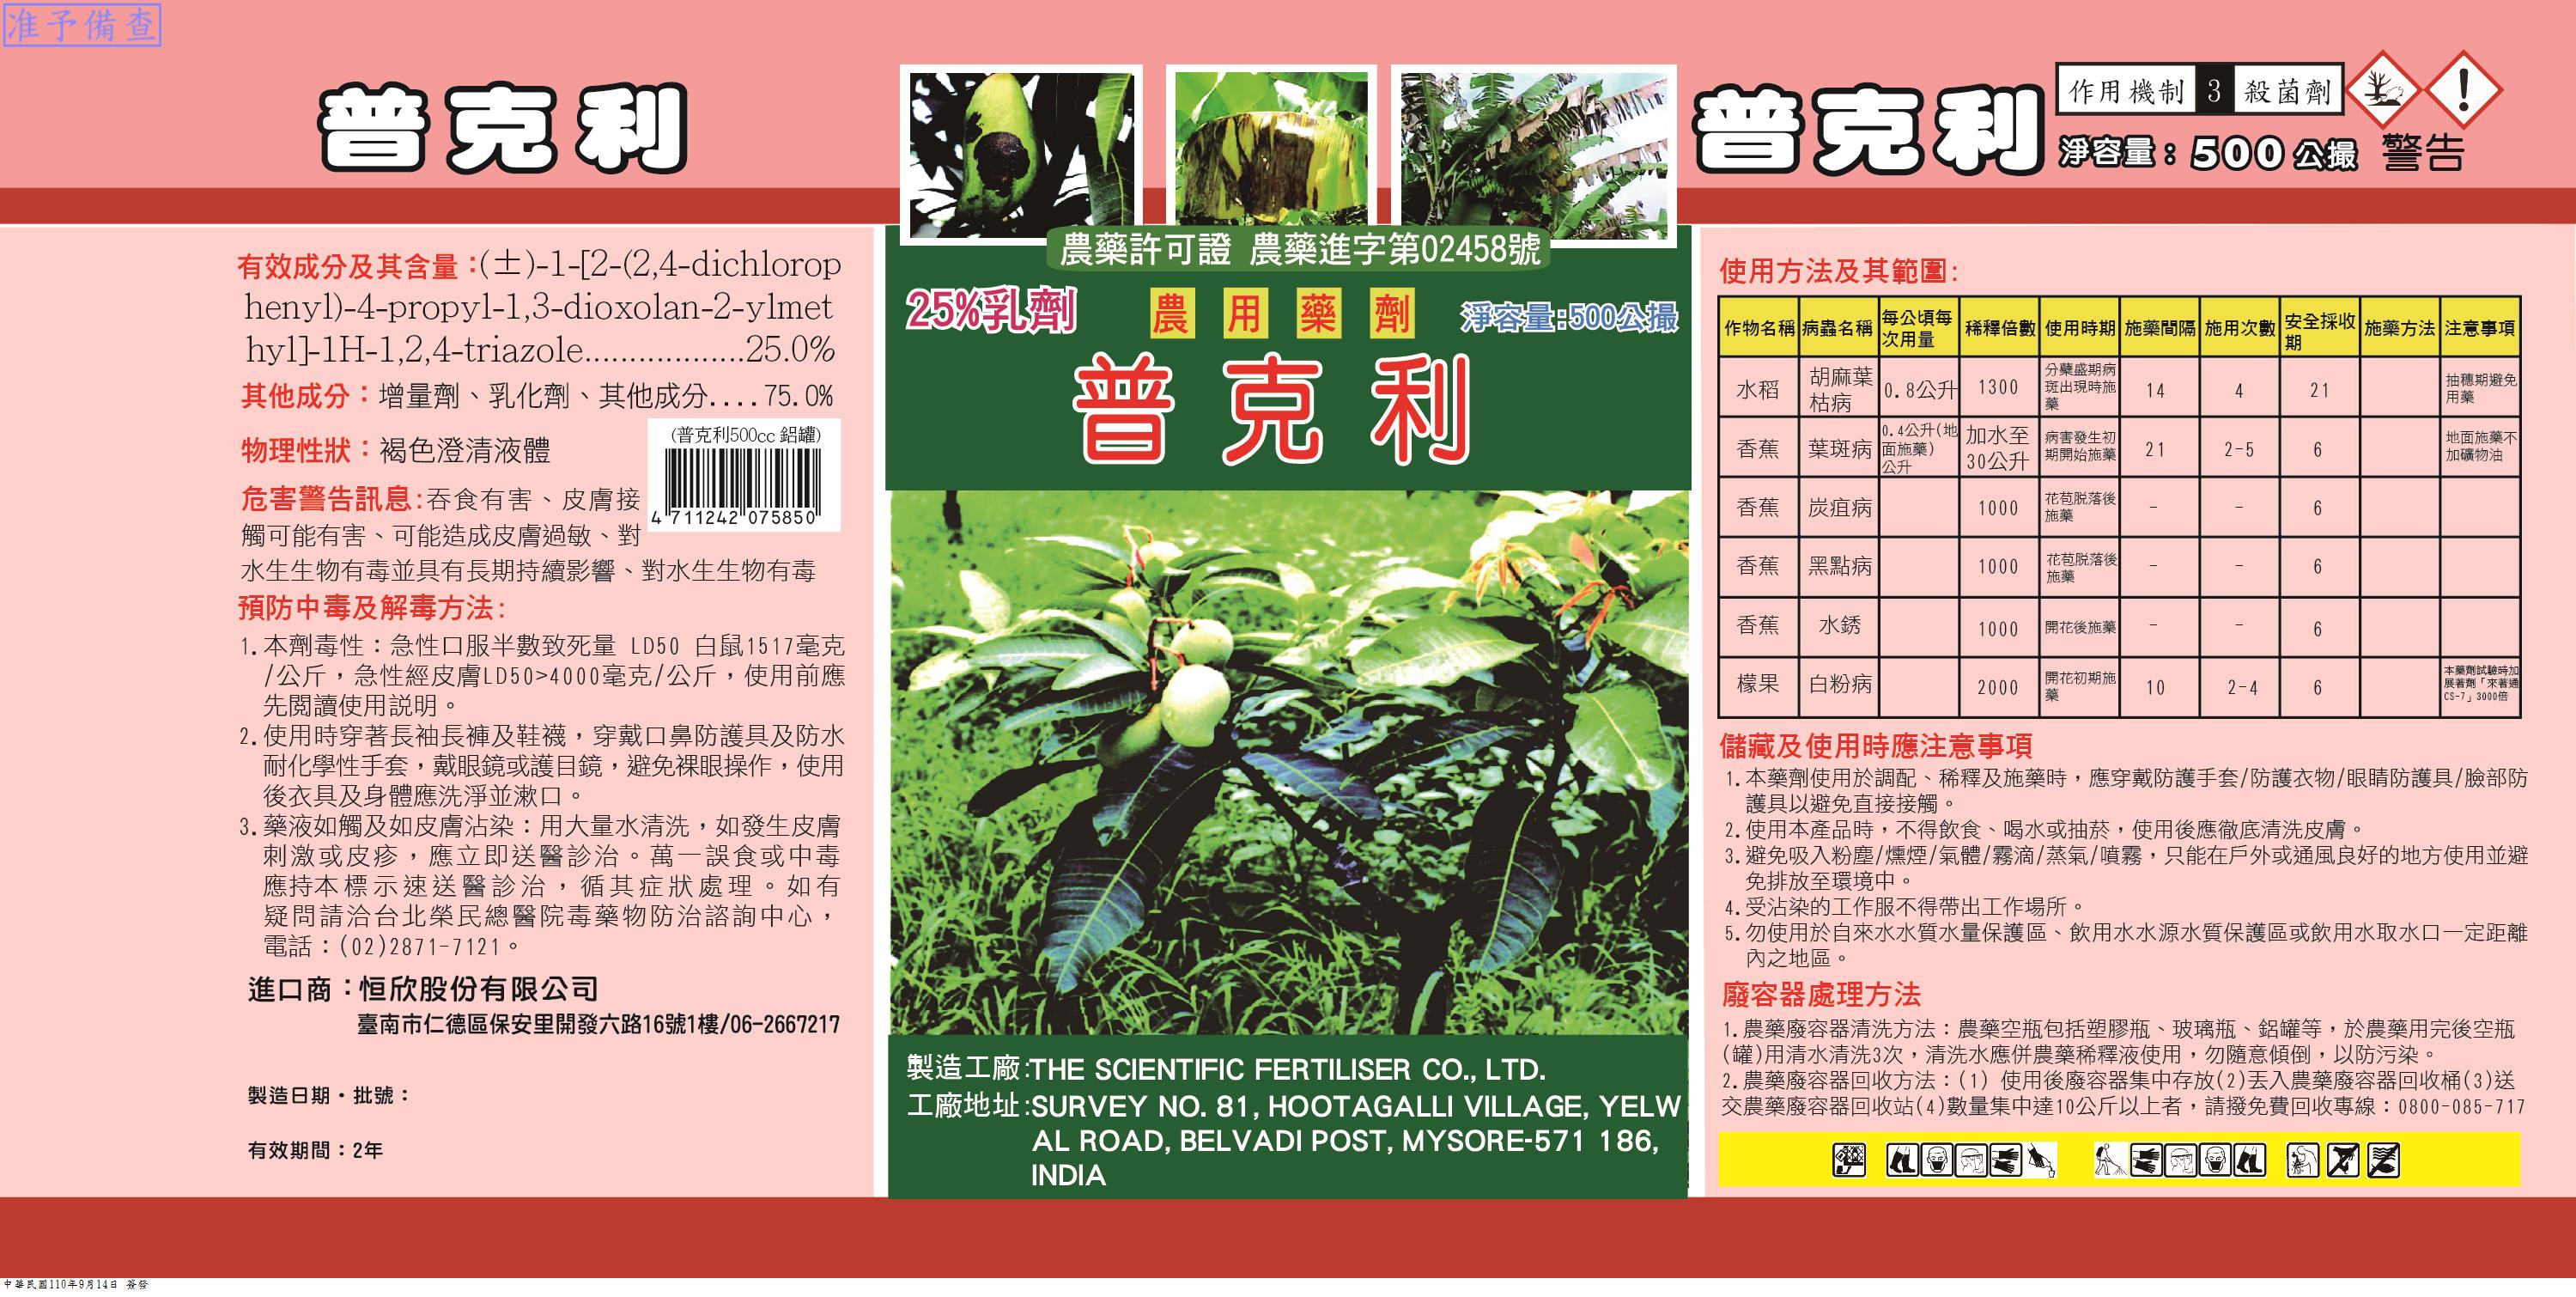 准予備查
普克利
有效成分及其含量：(±)-1-[2-(2,4-dichlorop
henyl)-4-propyl-1,3-dioxolan-2-ylmet
hyl]-1H-1,2,4-triazole..................25.0%
其他成分：增量劑、乳化劑、其他成分....75.0%
物理性狀：褐色澄清液體
(普克利500cc 鋁罐)
4 711242 075850
危害警告訊息:吞食有害、皮膚接
觸可能有害、可能造成皮膚過敏、對
水生生物有毒並具有長期持續影響、對水生生物有毒
預防中毒及解毒方法:
1.本劑毒性：急性口服半數致死量 LD50 白鼠1517毫克
/公斤，急性經皮膚LD50>4000毫克/公斤，使用前應
先閱讀使用說明。
2.使用時穿著長袖長褲及鞋襪，穿戴口鼻防護具及防水
耐化學性手套，戴眼鏡或護目鏡，避免裸眼操作，使用
後衣具及身體應洗淨並漱口。
3.藥液如觸及如皮膚沾染：用大量水清洗，如發生皮膚
刺激或皮疹，應立即送醫診治。萬一誤食或中毒
應持本標示速送醫診治，循其症狀處理。如有
疑問請洽台北榮民總醫院毒藥物防治諮詢中心，
電話：(02)2871-7121。
進口商：恒欣股份有限公司
臺南市仁德區保安里開發六路16號1樓/06-2667217
製造日期・批號：
有效期間：2年
農藥許可證 農藥進字第02458號
25%乳劑 農用藥劑 淨容量:500公撮
普克利
製造工廠:THE SCIENTIFIC FERTILISER CO., LTD.
工廠地址:SURVEY NO. 81, HOOTAGALLI VILLAGE, YELW
AL ROAD, BELVADI POST, MYSORE-571 186,
INDIA
普克利
作用機制 3 殺菌劑
淨容量：500公撮 警告
使用方法及其範圍:
作物名稱 病蟲名稱 每公頃每次用量 稀釋倍數 使用時期 施藥間隔 施用次數 安全採收期 施藥方法 注意事項
水稻 胡麻葉枯病 0.8公升 1300 分蘗盛期病斑出現時施藥 14 4 21 抽穗期避免用藥
香蕉 葉斑病 0.4公升(地面施藥)公升 加水至30公升 病害發生初期開始施藥 21 2-5 6 地面施藥不加礦物油
香蕉 炭疽病 1000 花苞脫落後施藥 - - 6
香蕉 黑點病 1000 花苞脫落後施藥 - - 6
香蕉 水銹 1000 開花後施藥 - - 6
檬果 白粉病 2000 開花初期施藥 10 2-4 6 本藥劑試驗時加展著劑「來著通CS-7」3000倍
儲藏及使用時應注意事項
1.本藥劑使用於調配、稀釋及施藥時，應穿戴防護手套/防護衣物/眼睛防護具/臉部防
護具以避免直接接觸。
2.使用本產品時，不得飲食、喝水或抽菸，使用後應徹底清洗皮膚。
3.避免吸入粉塵/燻煙/氣體/霧滴/蒸氣/噴霧，只能在戶外或通風良好的地方使用並避
免排放至環境中。
4.受沾染的工作服不得帶出工作場所。
5.勿使用於自來水水質水量保護區、飲用水水源水質保護區或飲用水取水口一定距離
內之地區。
廢容器處理方法
1.農藥廢容器清洗方法：農藥空瓶包括塑膠瓶、玻璃瓶、鋁罐等，於農藥用完後空瓶
(罐)用清水清洗3次，清洗水應併農藥稀釋液使用，勿隨意傾倒，以防污染。
2.農藥廢容器回收方法：(1) 使用後廢容器集中存放(2)丟入農藥廢容器回收桶(3)送
交農藥廢容器回收站(4)數量集中達10公斤以上者，請撥免費回收專線：0800-085-717
中華民國110年9月14日 簽發